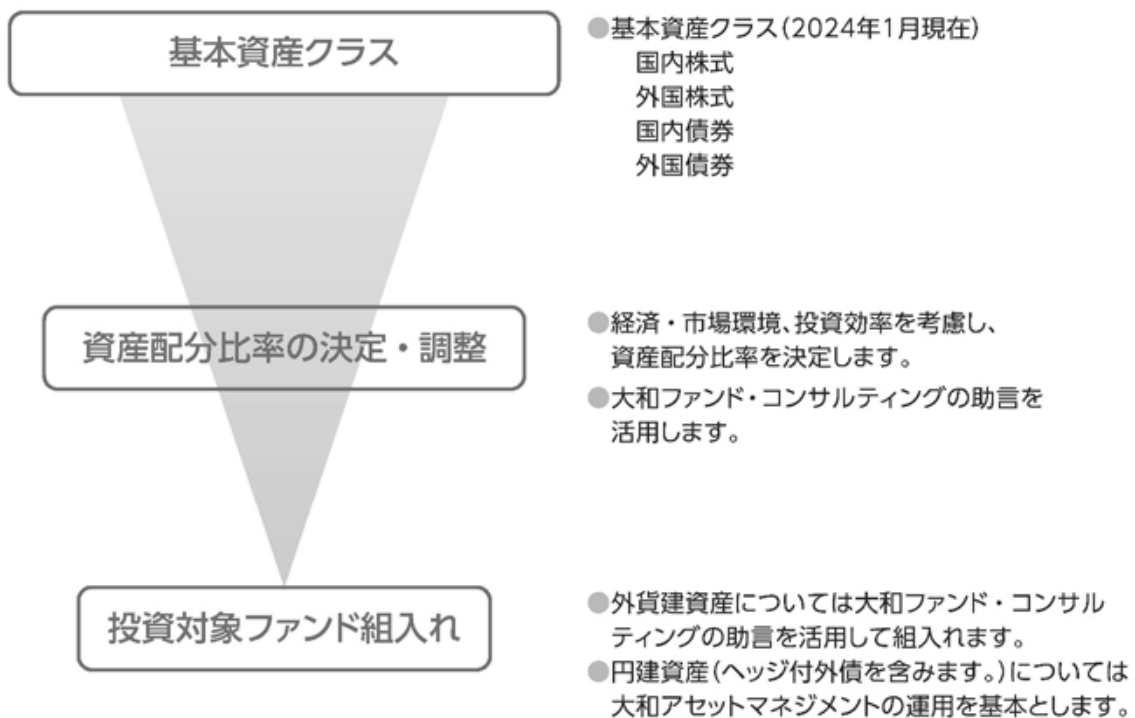 基本資産クラス
●基本資産クラス(2024年1月現在)
国内株式
外国株式
国内債券
外国債券
資産配分比率の決定・調整
●経済・市場環境、投資効率を考慮し、
資産配分比率を決定します。
●大和ファンド・コンサルティングの助言を
活用します。
投資対象ファンド組入れ
●外貨建資産については大和ファンド・コンサル
ティングの助言を活用して組入れます。
●円建資産(ヘッジ付外債を含みます。)については
大和アセットマネジメントの運用を基本とします。